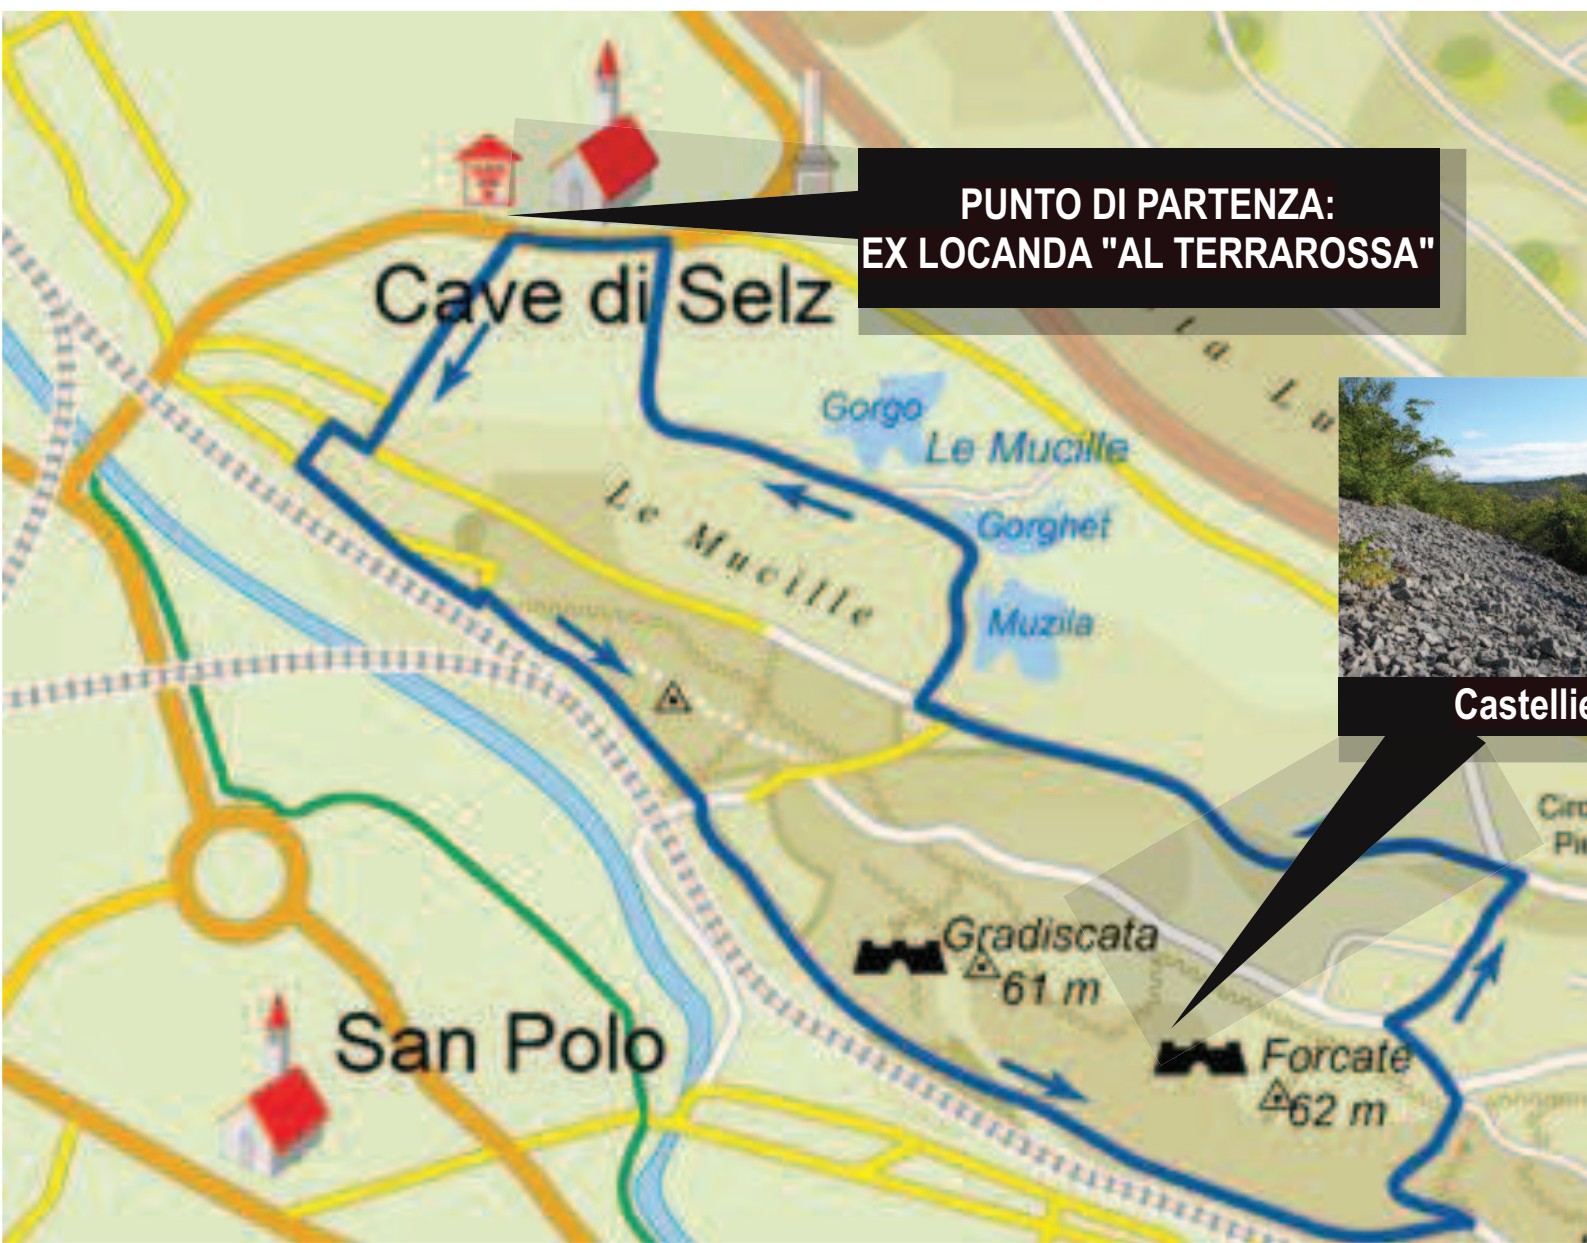 PUNTO DI PARTENZA:
EX LOCANDA "AL TERRAROSSA"
Cave di Selz
Gorgo
Le Mucille
Gorghet
Le Mucille
Muzila
Gradiscata
61 m
San Polo
Forcate
62 m